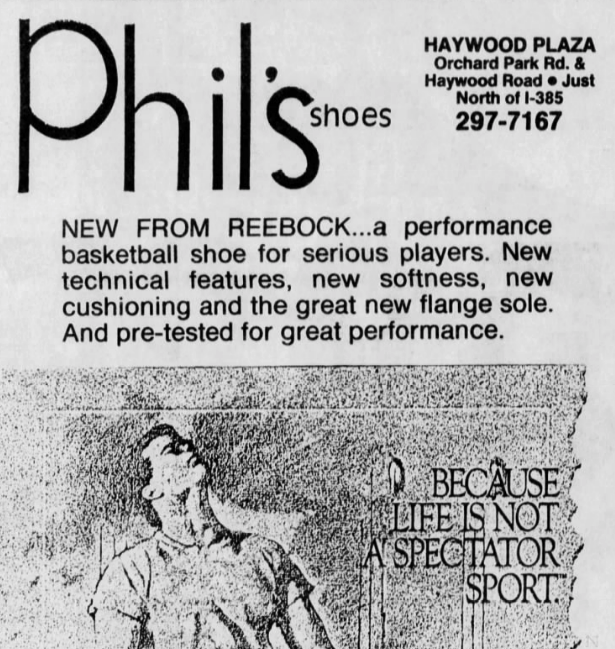 Phil's shoes
HAYWOOD PLAZA
Orchard Park Rd. &
Haywood Road • Just
North of I-385
297-7167
NEW FROM REEBOCK...a performance
basketball shoe for serious players. New
technical features, new softness, new
cushioning and the great new flange sole.
And pre-tested for great performance.
BECAUSE
LIFE IS NOT
A SPECTATOR
SPORT.™